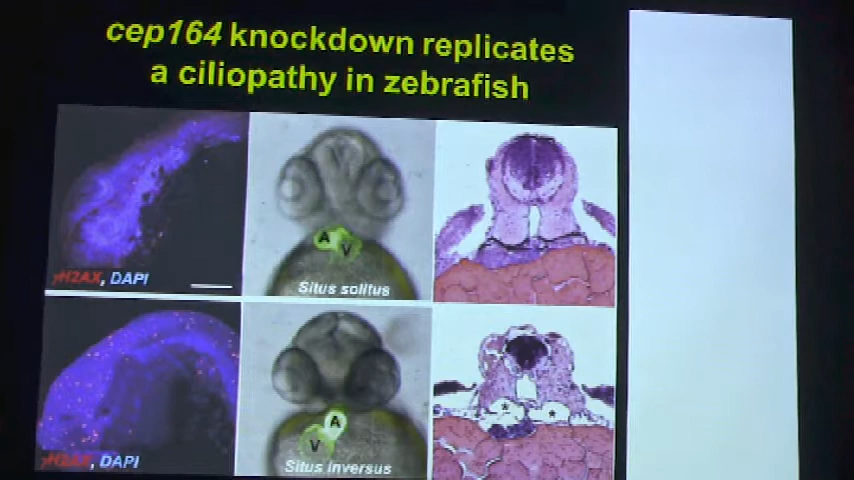 cep164 knockdown replicates
a ciliopathy in zebrafish
γH2AX, DAPI
A
V
Situs solitus
γH2AX, DAPI
A
V
Situs inversus
* *